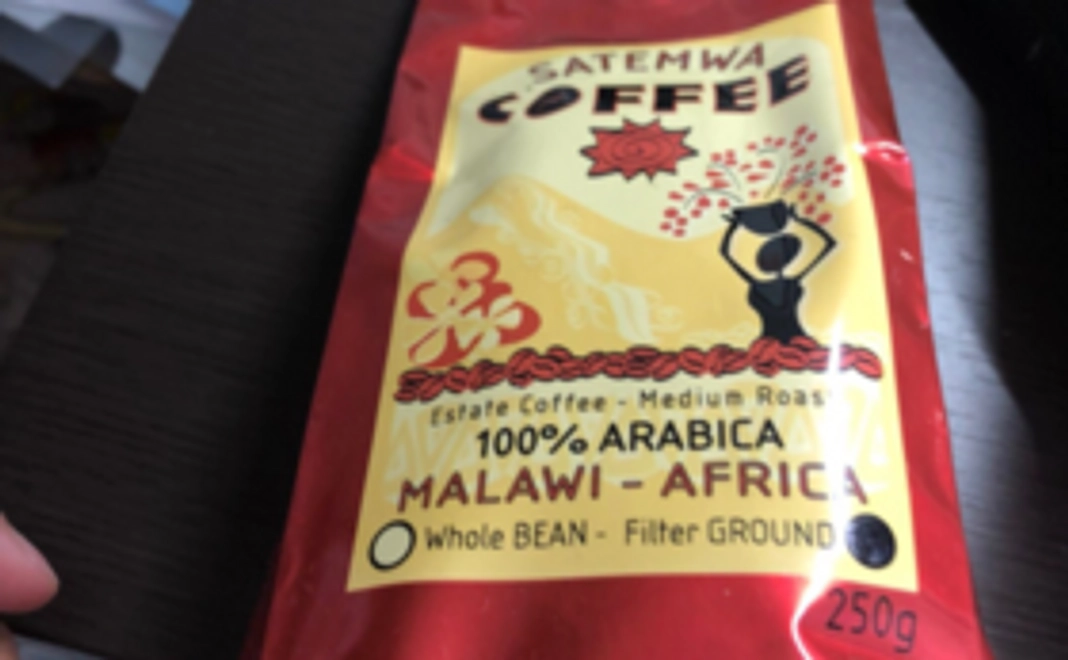 SATEMWA
COFFEE
Estate Coffee - Medium Roast
100% ARABICA
MALAWI - AFRICA
Whole BEAN - Filter GROUND
250g